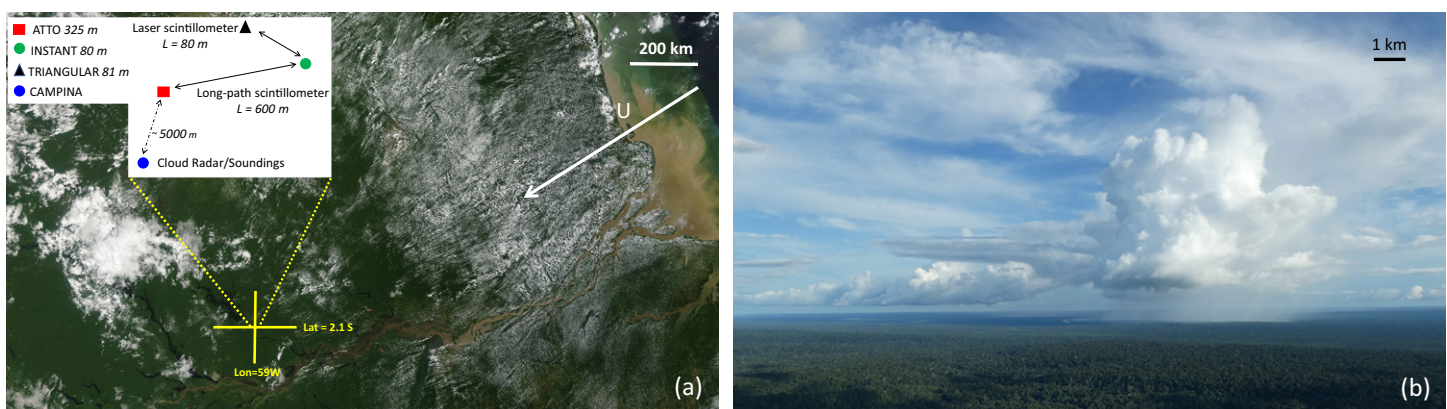 ATTO 325 m
INSTANT 80 m
TRIANGULAR 81 m
CAMPINA
Laser scintillometer
L = 80 m
Long-path scintillometer
L = 600 m
~5000 m
Cloud Radar/Soundings
200 km
U
Lat = 2.1 S
Lon=59W
(a)
1 km
(b)